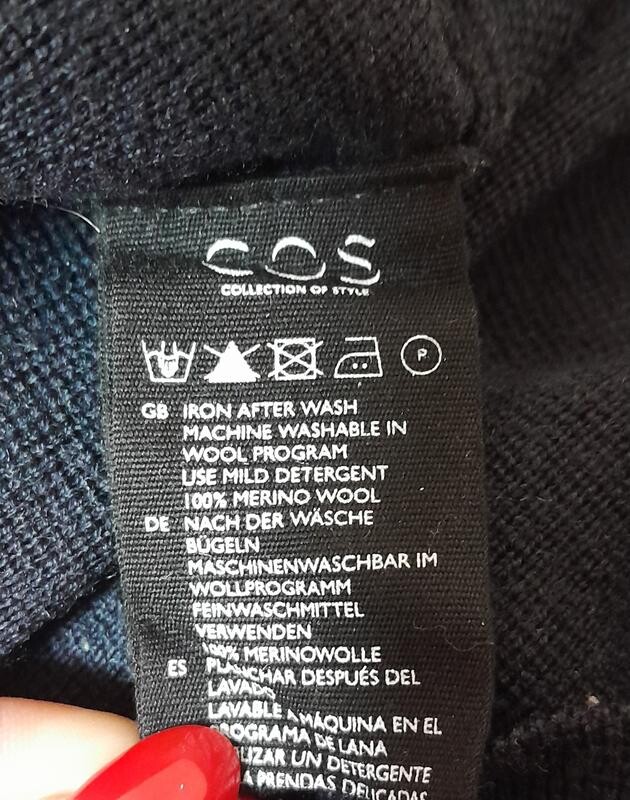 COS
COLLECTION OF STYLE
P
GB IRON AFTER WASH
MACHINE WASHABLE IN
WOOL PROGRAM
USE MILD DETERGENT
100% MERINO WOOL
DE NACH DER WÄSCHE
BÜGELN
MASCHINENWASCHBAR IM
WOLLPROGRAMM
FEINWASCHMITTEL
VERWENDEN
100% MERINOWOLLE
ES PLANCHAR DESPUÉS DEL
LAVADO
LAVABLE A MÁQUINA EN EL
PROGRAMA DE LANA
UN DETERGENTE
A PRENDAS DELICADAS